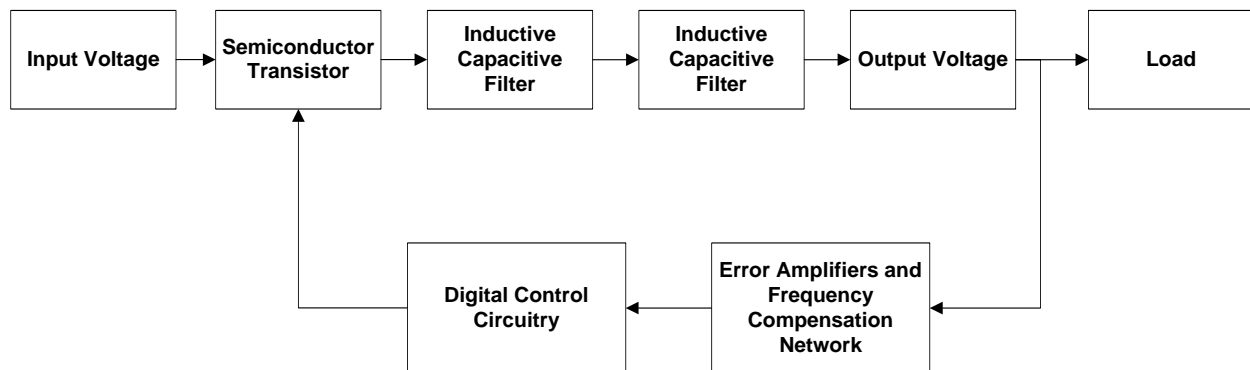 Input Voltage
Semiconductor
Transistor
Inductive
Capacitive
Filter
Inductive
Capacitive
Filter
Output Voltage
Load
Digital Control
Circuitry
Error Amplifiers and
Frequency
Compensation
Network